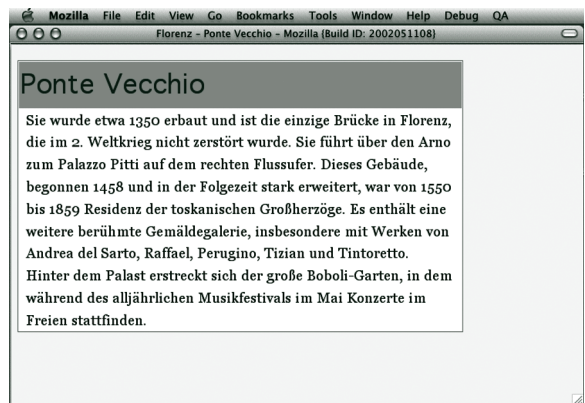 Mozilla File Edit View Go Bookmarks Tools Window Help Debug QA
Florenz – Ponte Vecchio – Mozilla {Build ID: 2002051108}
Ponte Vecchio
Sie wurde etwa 1350 erbaut und ist die einzige Brücke in Florenz,
die im 2. Weltkrieg nicht zerstört wurde. Sie führt über den Arno
zum Palazzo Pitti auf dem rechten Flussufer. Dieses Gebäude,
begonnen 1458 und in der Folgezeit stark erweitert, war von 1550
bis 1859 Residenz der toskanischen Großherzöge. Es enthält eine
weitere berühmte Gemäldegalerie, insbesondere mit Werken von
Andrea del Sarto, Raffael, Perugino, Tizian und Tintoretto.
Hinter dem Palast erstreckt sich der große Boboli-Garten, in dem
während des alljährlichen Musikfestivals im Mai Konzerte im
Freien stattfinden.